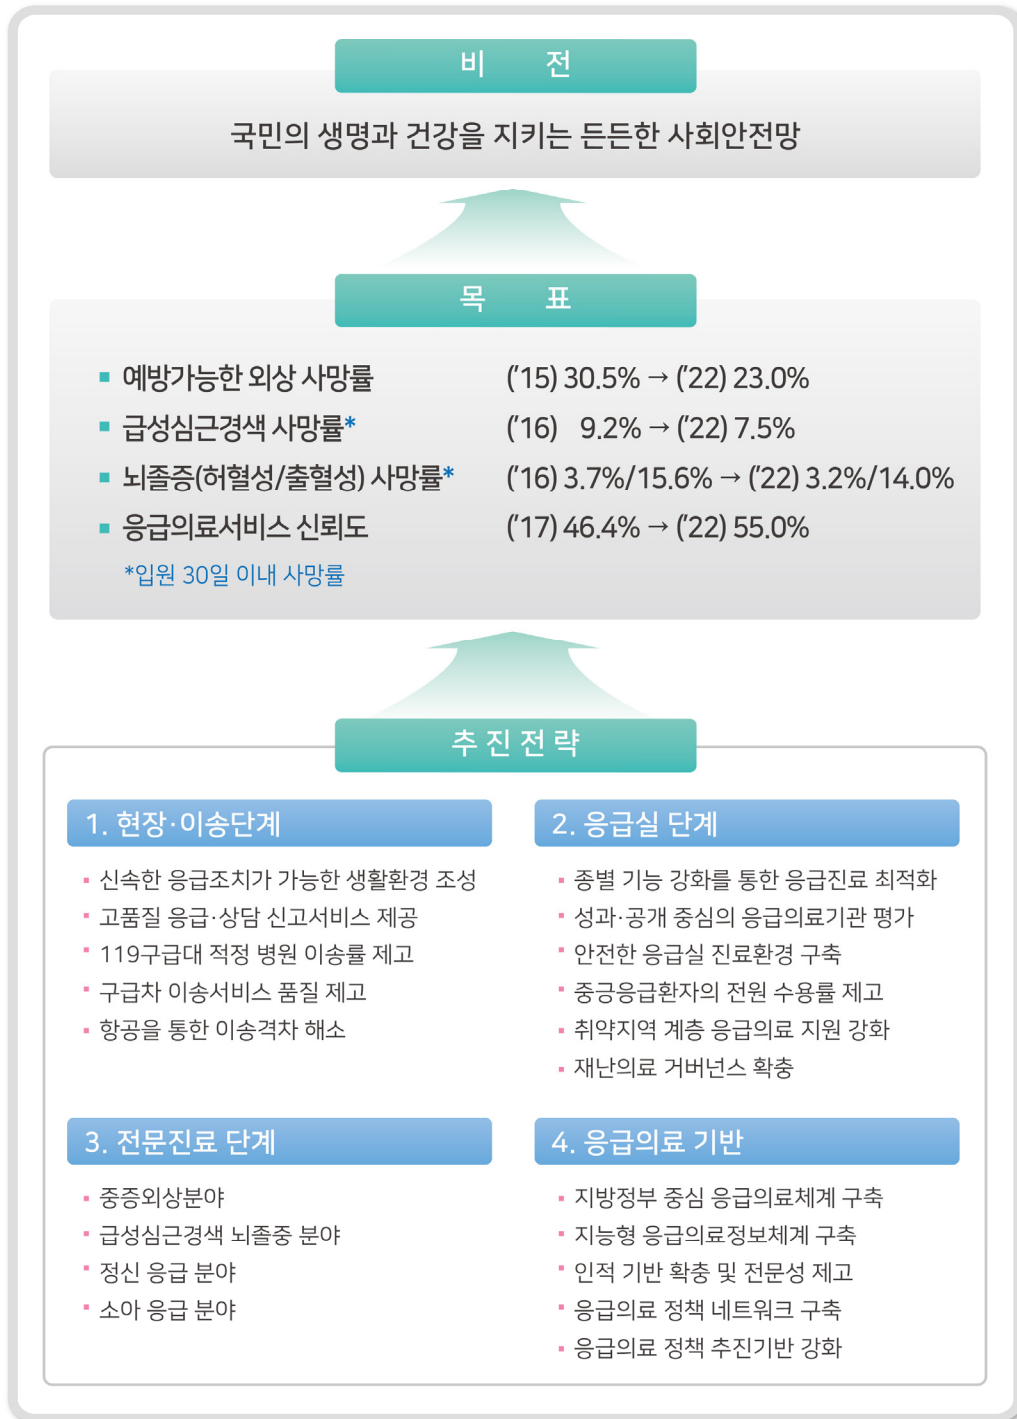 비 전
국민의 생명과 건강을 지키는 든든한 사회안전망
목 표
예방가능한 외상 사망률 ('15) 30.5% → ('22) 23.0%
급성심근경색 사망률* ('16) 9.2% → ('22) 7.5%
뇌졸증(허혈성/출혈성) 사망률* ('16) 3.7%/15.6% → ('22) 3.2%/14.0%
응급의료서비스 신뢰도 ('17) 46.4% → ('22) 55.0%
*입원 30일 이내 사망률
추 진 전 략
1. 현장·이송단계
신속한 응급조치가 가능한 생활환경 조성
고품질 응급·상담 신고서비스 제공
119구급대 적정 병원 이송률 제고
구급차 이송서비스 품질 제고
항공을 통한 이송격차 해소
2. 응급실 단계
종별 기능 강화를 통한 응급진료 최적화
성과·공개 중심의 응급의료기관 평가
안전한 응급실 진료환경 구축
중긍응급환자의 전원 수용률 제고
취약지역 계층 응급의료 지원 강화
재난의료 거버넌스 확충
3. 전문진료 단계
중증외상분야
급성심근경색 뇌졸중 분야
정신 응급 분야
소아 응급 분야
4. 응급의료 기반
지방정부 중심 응급의료체계 구축
지능형 응급의료정보체계 구축
인적 기반 확충 및 전문성 제고
응급의료 정책 네트워크 구축
응급의료 정책 추진기반 강화